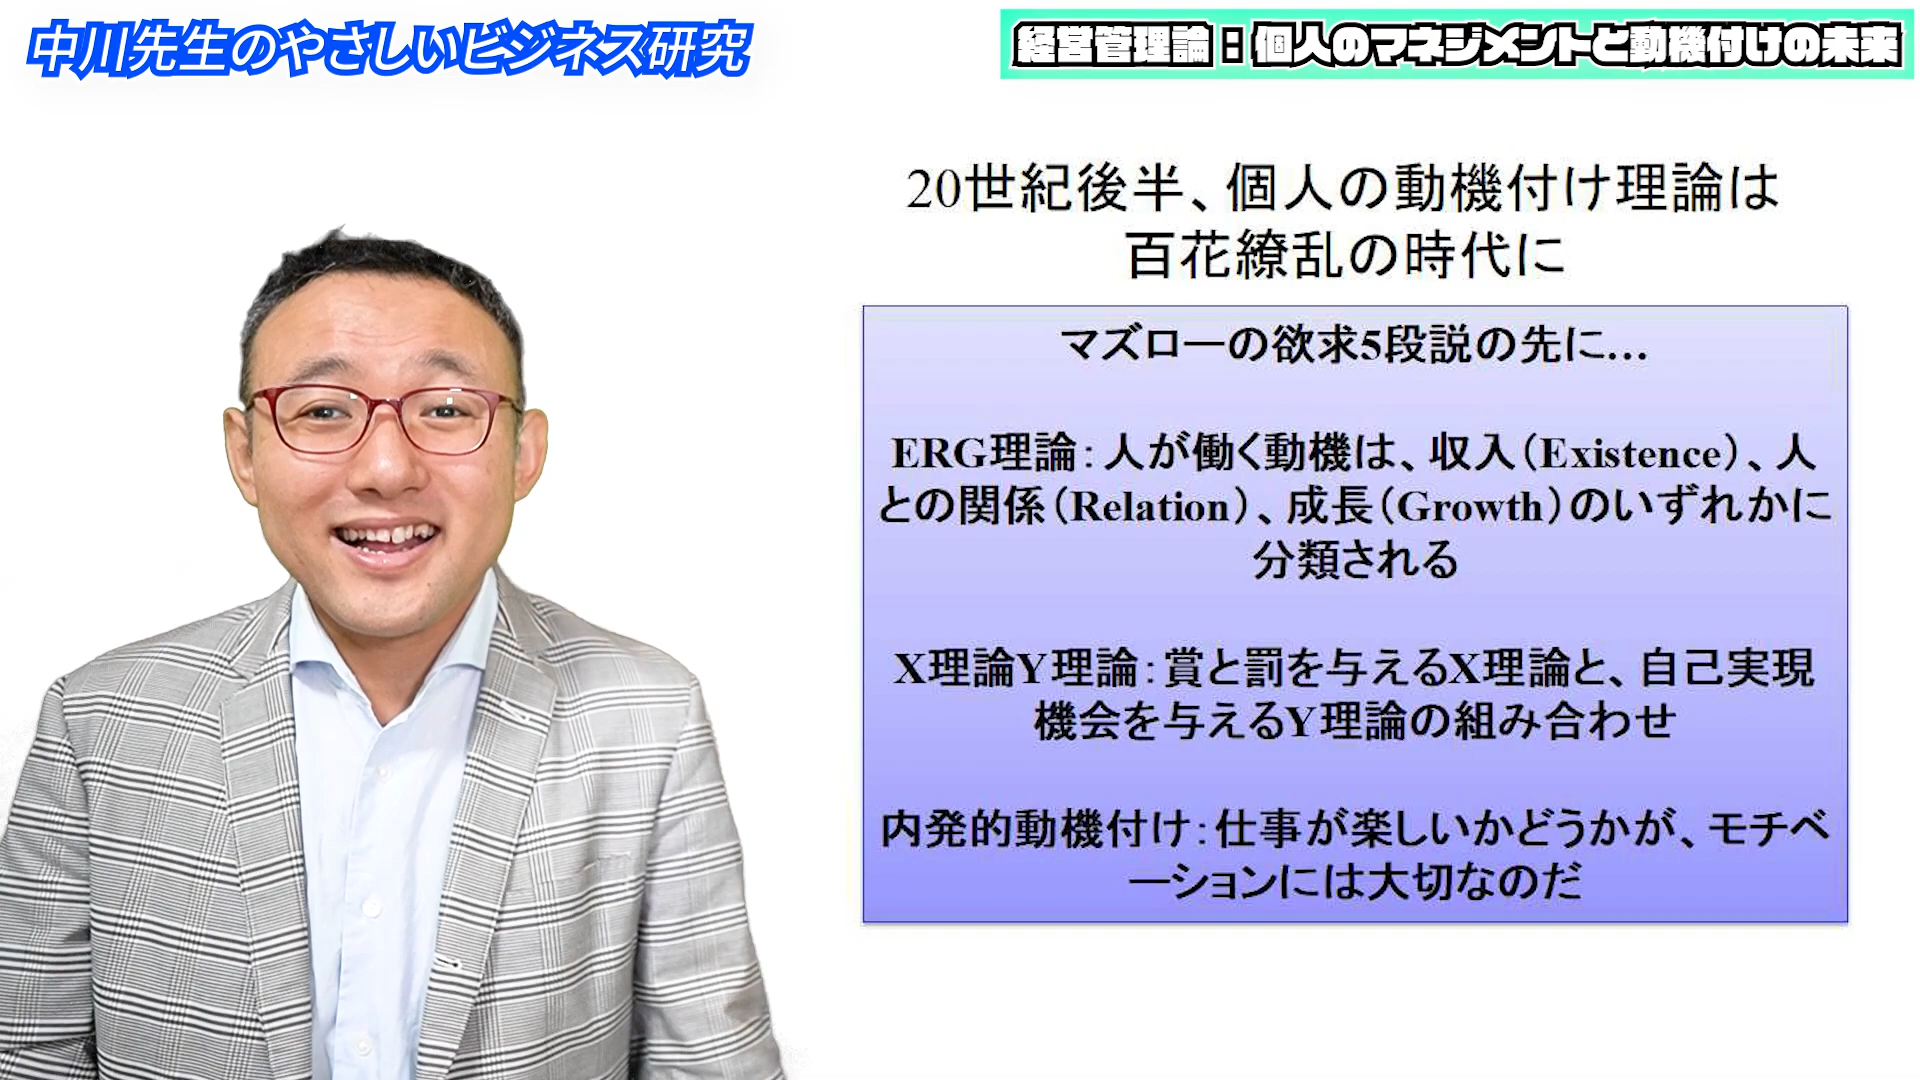 中川先生のやさしいビジネス研究
経営管理論：個人のマネジメントと動機付けの未来
20世紀後半、個人の動機付け理論は
百花繚乱の時代に
マズローの欲求5段説の先に…
ERG理論：人が働く動機は、収入（Existence）、人
との関係（Relation）、成長（Growth）のいずれかに
分類される
X理論Y理論：賞と罰を与えるX理論と、自己実現
機会を与えるY理論の組み合わせ
内発的動機付け：仕事が楽しいかどうかが、モチベ
ーションには大切なのだ